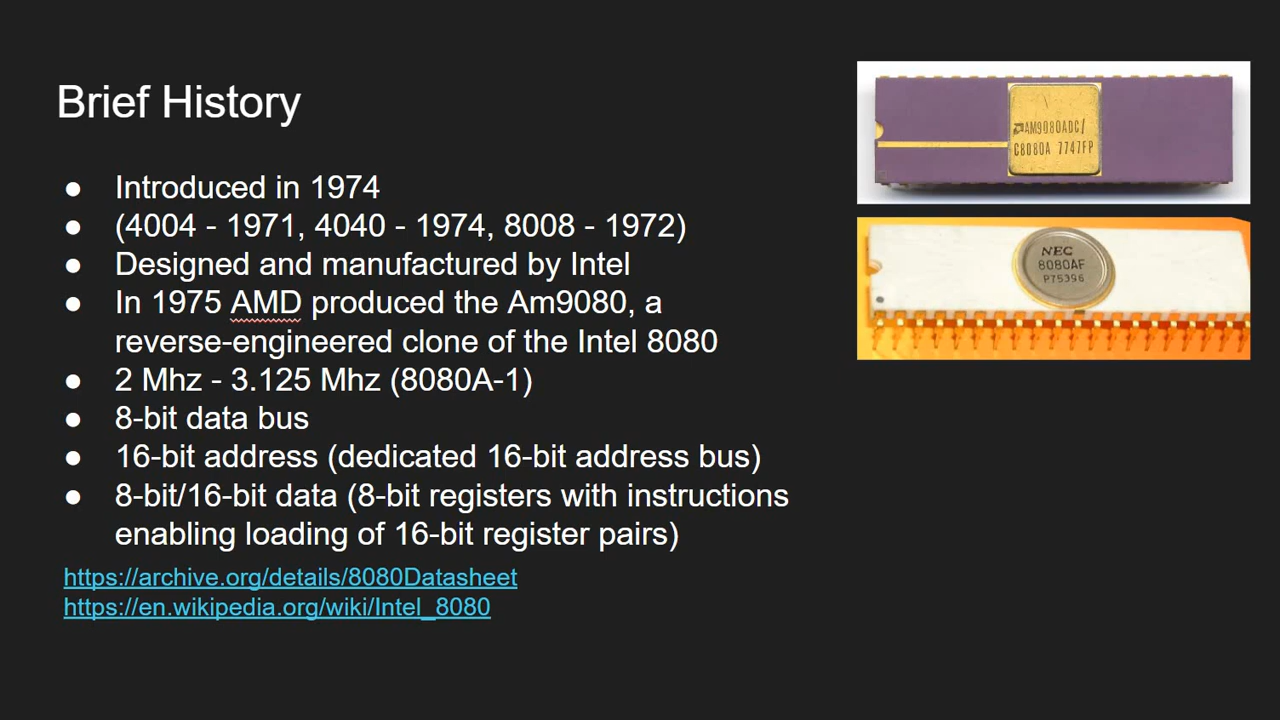 Brief History
● Introduced in 1974
● (4004 - 1971, 4040 - 1974, 8008 - 1972)
● Designed and manufactured by Intel
● In 1975 AMD produced the Am9080, a
reverse-engineered clone of the Intel 8080
● 2 Mhz - 3.125 Mhz (8080A-1)
● 8-bit data bus
● 16-bit address (dedicated 16-bit address bus)
● 8-bit/16-bit data (8-bit registers with instructions
enabling loading of 16-bit register pairs)
https://archive.org/details/8080Datasheet
https://en.wikipedia.org/wiki/Intel_8080
AM9080ADC/
C8080A 7747FP
NEC
8080AF
P75396